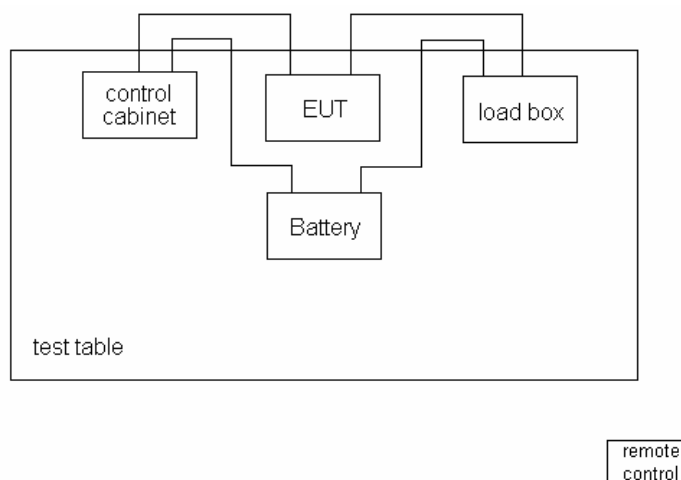 control
cabinet
EUT
load box
Battery
test table
remote
control